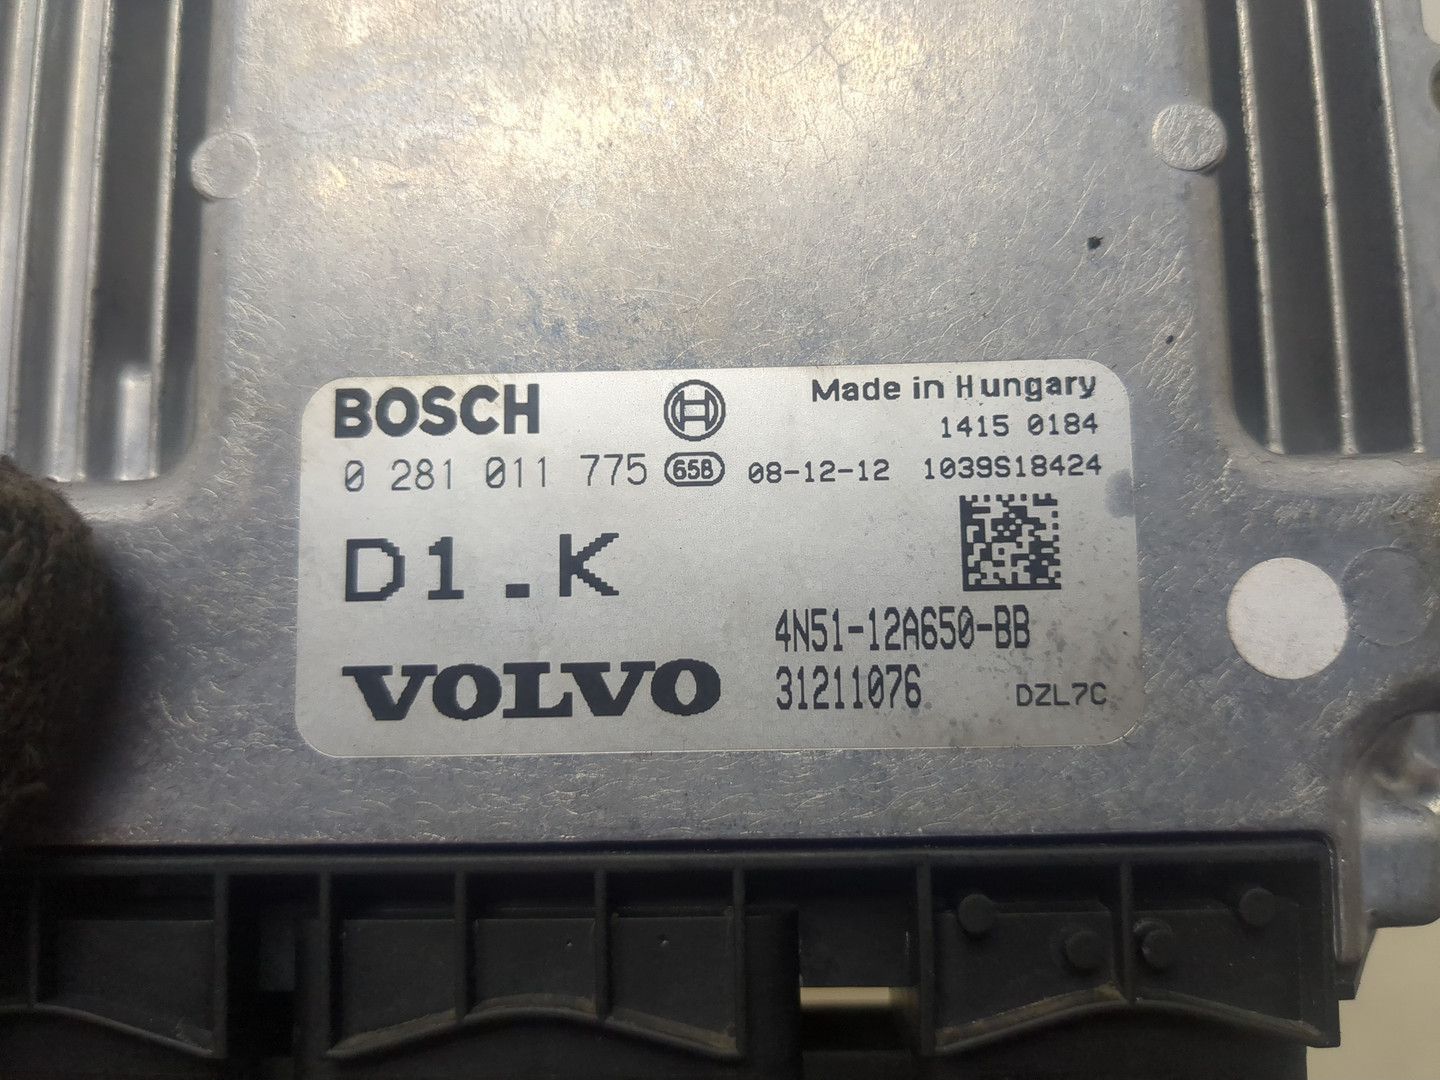 BOSCH Made in Hungary
1415 0184
0 281 011 775 65B 08-12-12 1039S18424
D1.K
4N51-12A650-BB
VOLVO 31211076 DZL7C